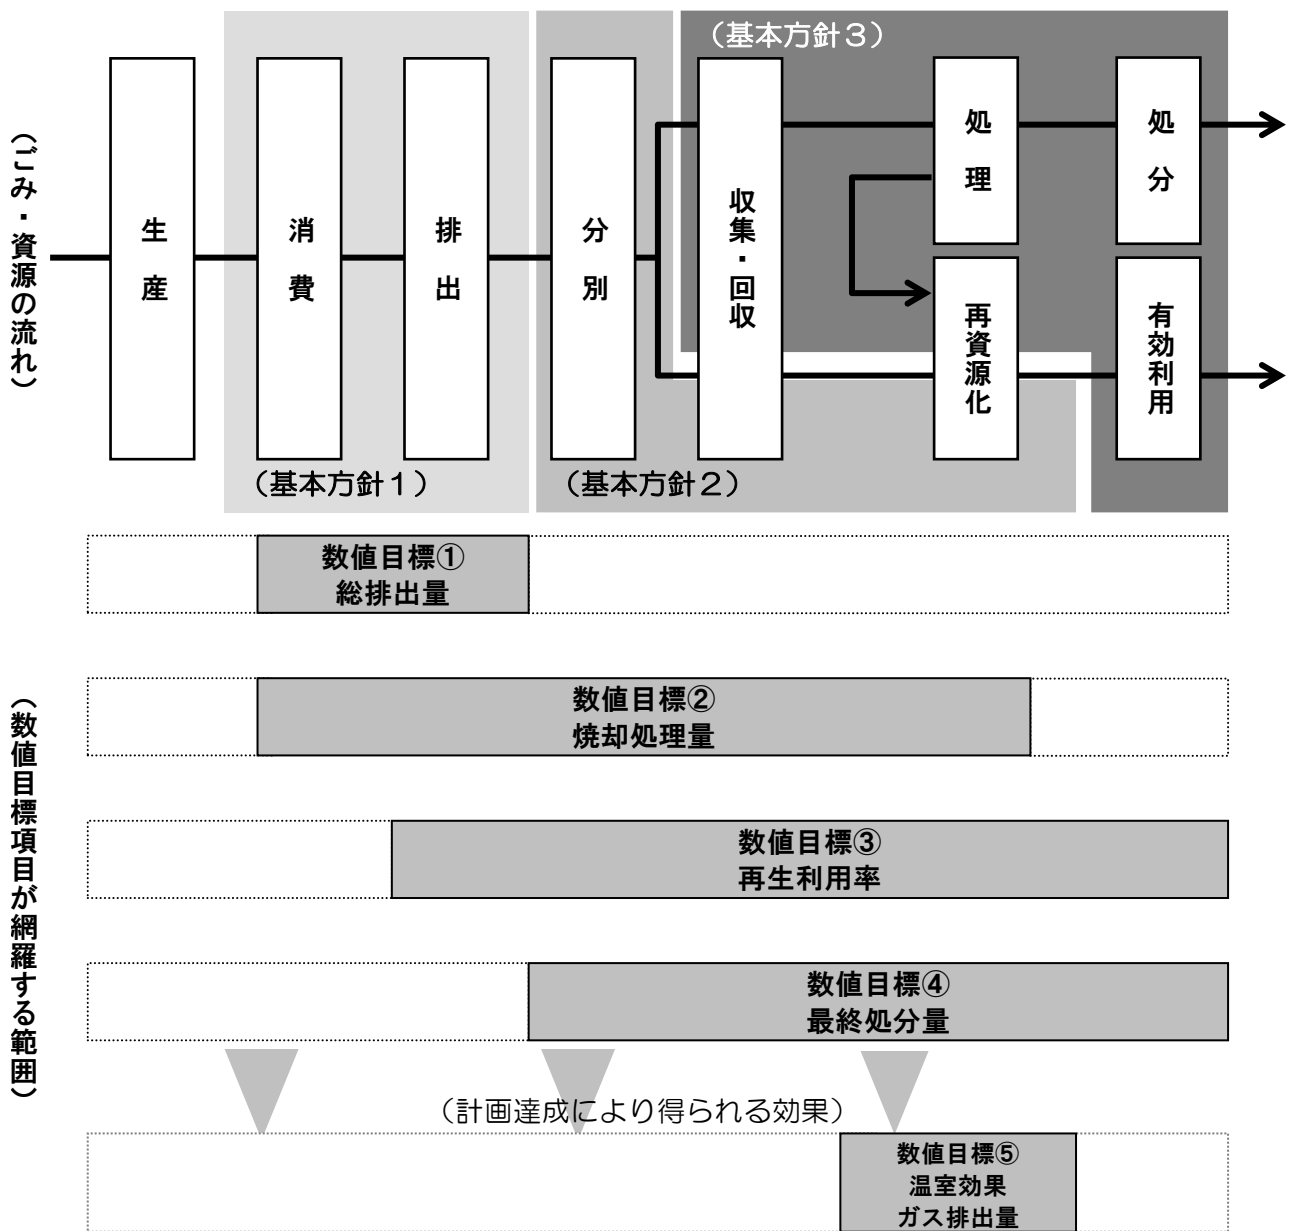 （ごみ・資源の流れ）
（基本方針３）
生産
消費
排出
分別
収集・回収
処理
処分
再資源化
有効利用
（基本方針１）
（基本方針２）
（数値目標項目が網羅する範囲）
数値目標①
総排出量
数値目標②
焼却処理量
数値目標③
再生利用率
数値目標④
最終処分量
（計画達成により得られる効果）
数値目標⑤
温室効果
ガス排出量